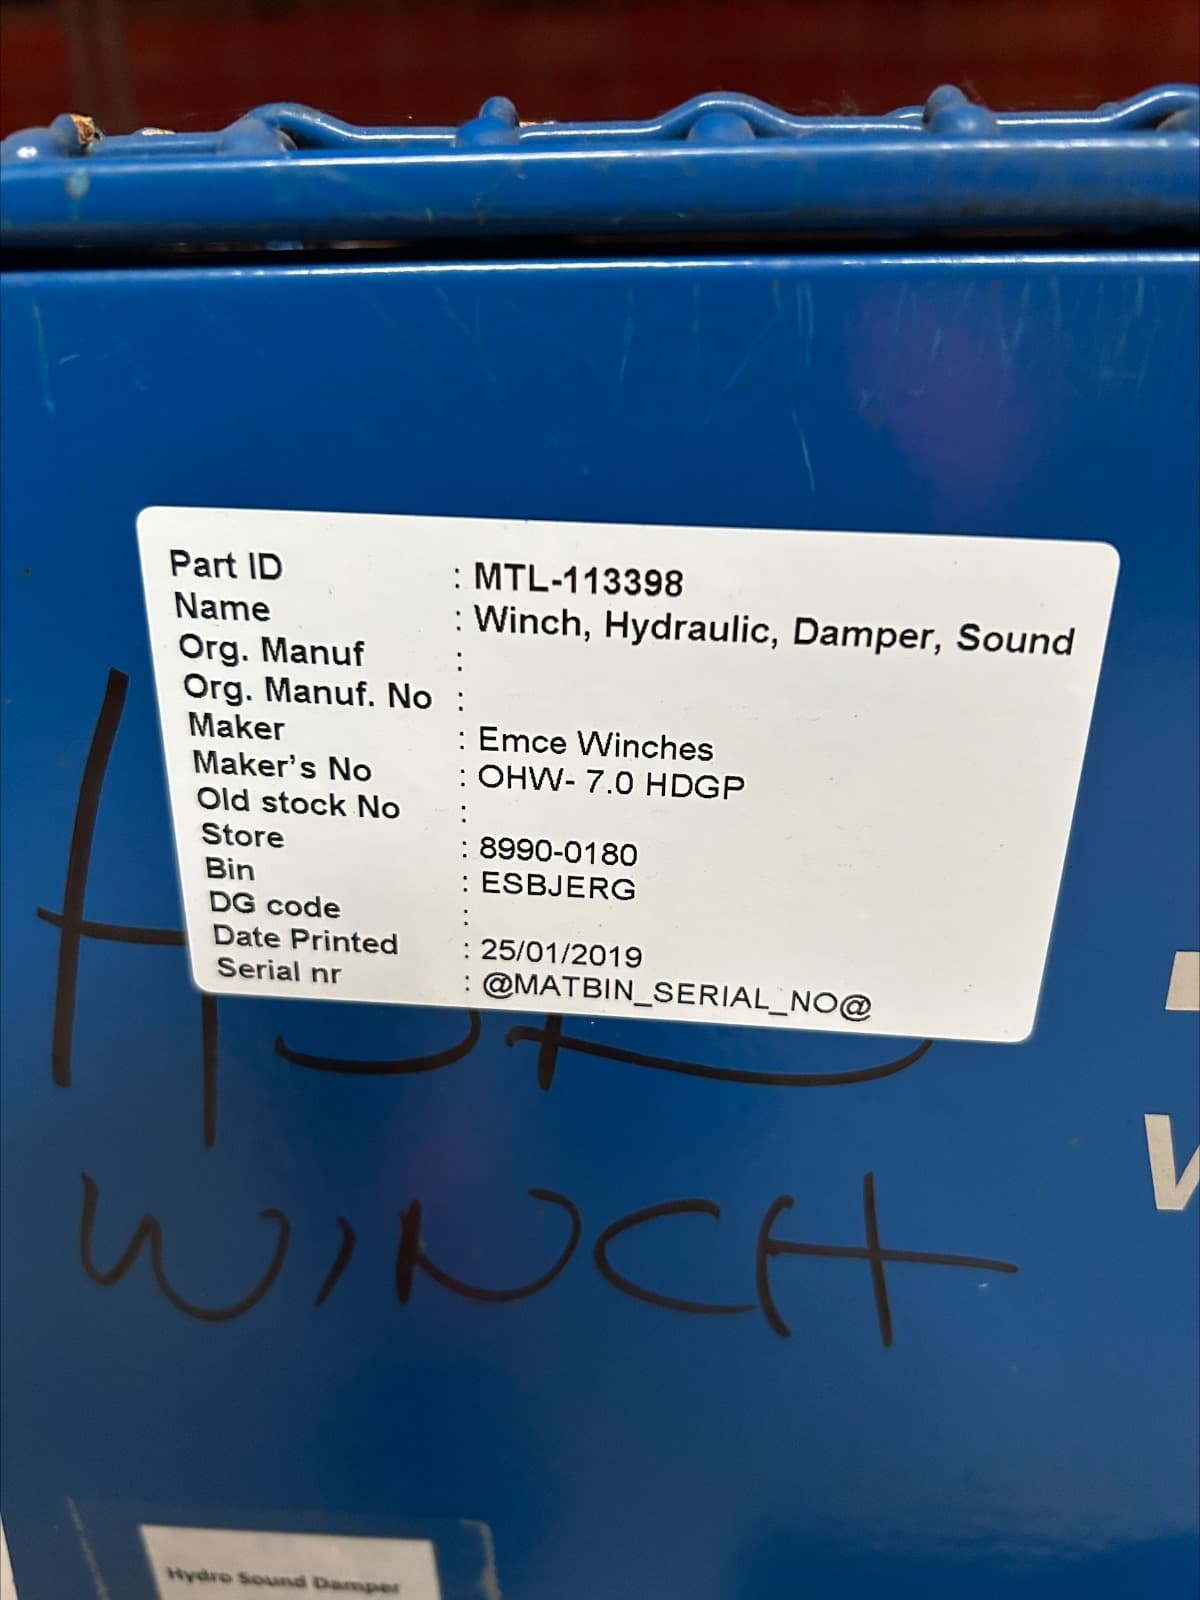 Part ID : MTL-113398
Name : Winch, Hydraulic, Damper, Sound
Org. Manuf :
Org. Manuf. No :
Maker : Emce Winches
Maker's No : OHW- 7.0 HDGP
Old stock No :
Store : 8990-0180
Bin : ESBJERG
DG code :
Date Printed : 25/01/2019
Serial nr : @MATBIN_SERIAL_NO@
WINCH
Hydro Sound Damper